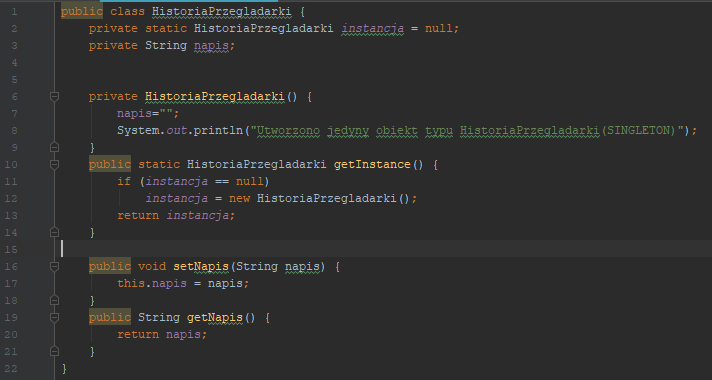 1 public class HistoriaPrzegladarki {
2 private static HistoriaPrzegladarki instancja = null;
3 private String napis;
4
5
6 private HistoriaPrzegladarki() {
7 napis="";
8 System.out.println("Utworzono jedyny obiekt typu HistoriaPrzegladarki(SINGLETON)");
9 }
10 public static HistoriaPrzegladarki getInstance() {
11 if (instancja == null)
12 instancja = new HistoriaPrzegladarki();
13 return instancja;
14 }
15
16 public void setNapis(String napis) {
17 this.napis = napis;
18 }
19 public String getNapis() {
20 return napis;
21 }
22 }